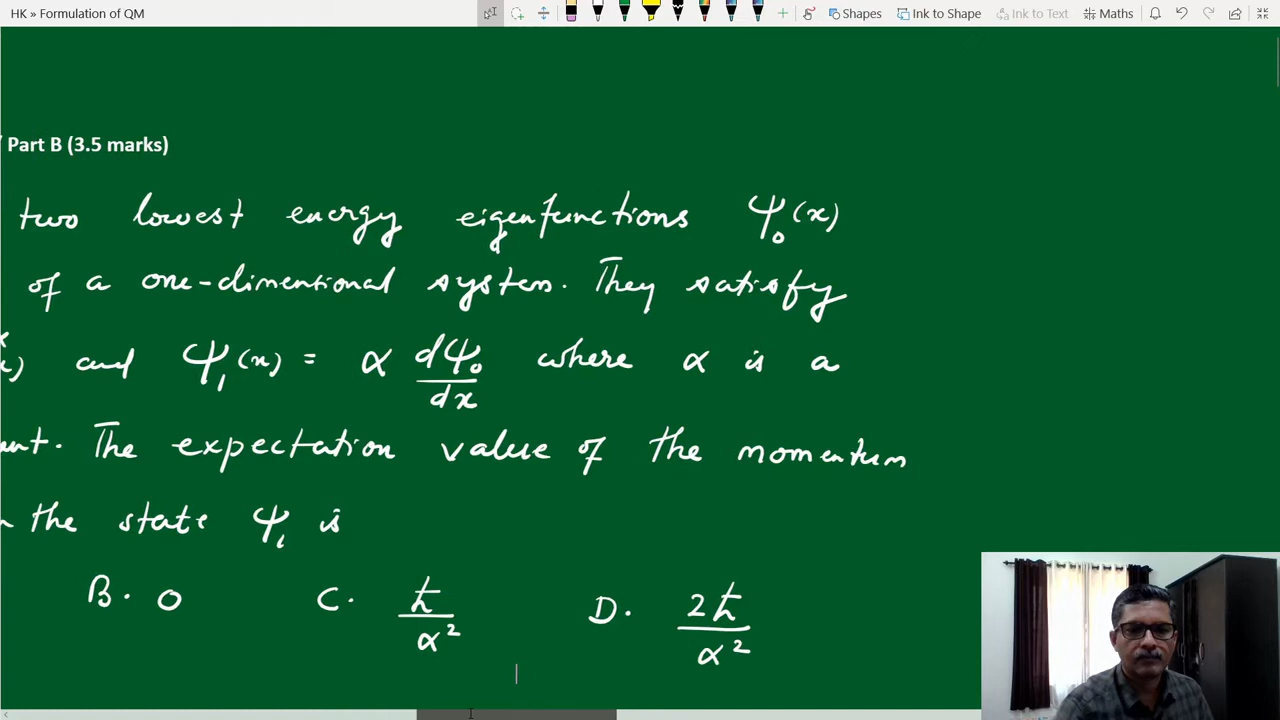 HK » Formulation of QM
Shapes Ink to Shape Ink to Text Maths
Part B (3.5 marks)
two lowest energy eigenfunctions ψ₀(x)
of a one-dimentional system. They satisfy
and ψ₁(x) = α dψ₀/dx where α is a
The expectation value of the momentum
the state ψ₁ is
B. 0 C. ℏ/α² D. 2ℏ/α²